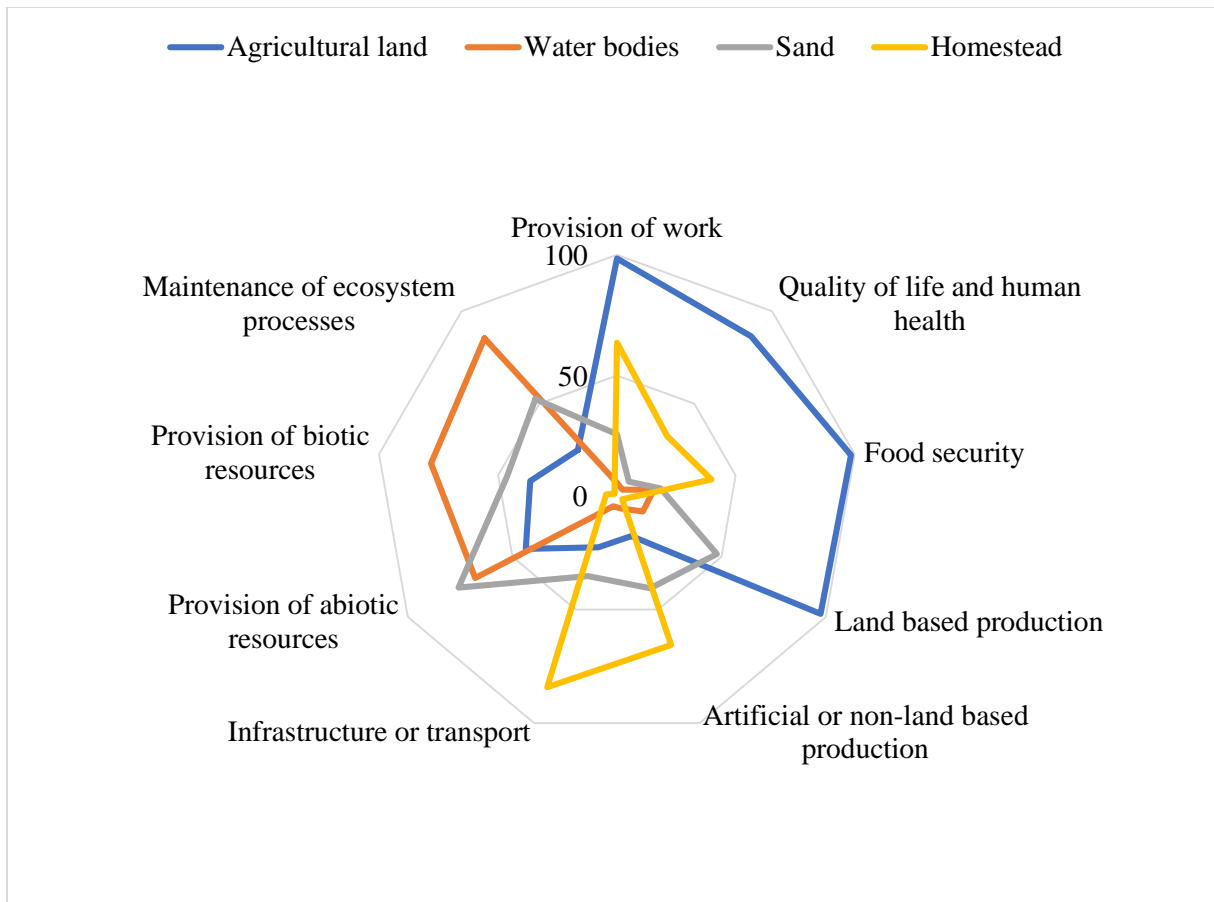 Agricultural land
Water bodies
Sand
Homestead
Provision of work
100
Maintenance of ecosystem
processes
Quality of life and human
health
50
Provision of biotic
resources
Food security
0
Provision of abiotic
resources
Land based production
Infrastructure or transport
Artificial or non-land based
production